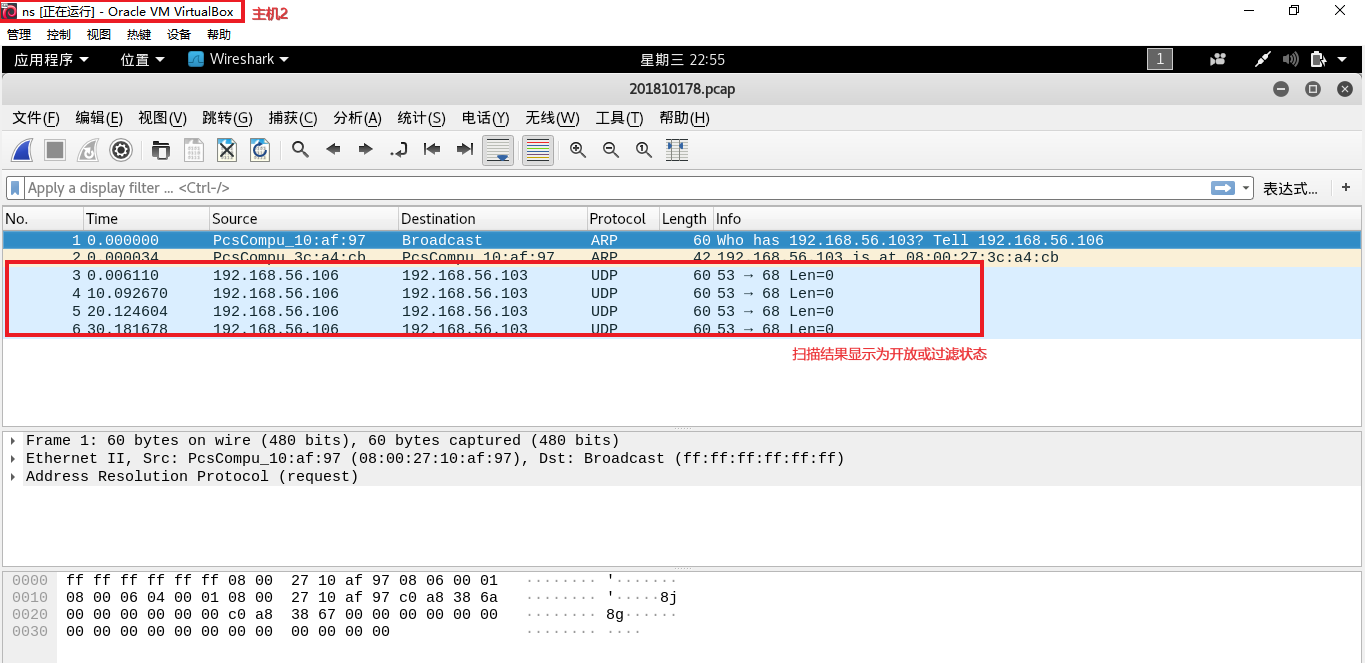 ns [正在运行] - Oracle VM VirtualBox 主机2
管理 控制 视图 热键 设备 帮助
应用程序 位置 Wireshark 星期三 22:55 1
201810178.pcap
文件(F) 编辑(E) 视图(V) 跳转(G) 捕获(C) 分析(A) 统计(S) 电话(Y) 无线(W) 工具(T) 帮助(H)
Apply a display filter ... <Ctrl-/> 表达式... +
No. Time Source Destination Protocol Length Info
1 0.000000 PcsCompu_10:af:97 Broadcast ARP 60 Who has 192.168.56.103? Tell 192.168.56.106
2 0.000034 PcsCompu_3c:a4:cb PcsCompu_10:af:97 ARP 42 192.168.56.103 is at 08:00:27:3c:a4:cb
3 0.006110 192.168.56.106 192.168.56.103 UDP 60 53 → 68 Len=0
4 10.092670 192.168.56.106 192.168.56.103 UDP 60 53 → 68 Len=0
5 20.124604 192.168.56.106 192.168.56.103 UDP 60 53 → 68 Len=0
6 30.181678 192.168.56.106 192.168.56.103 UDP 60 53 → 68 Len=0
扫描结果显示为开放或过滤状态
Frame 1: 60 bytes on wire (480 bits), 60 bytes captured (480 bits)
Ethernet II, Src: PcsCompu_10:af:97 (08:00:27:10:af:97), Dst: Broadcast (ff:ff:ff:ff:ff:ff)
Address Resolution Protocol (request)
0000 ff ff ff ff ff ff 08 00 27 10 af 97 08 06 00 01 ········ '·······
0010 08 00 06 04 00 01 08 00 27 10 af 97 c0 a8 38 6a ········ '·····8j
0020 00 00 00 00 00 00 c0 a8 38 67 00 00 00 00 00 00 ········ 8g······
0030 00 00 00 00 00 00 00 00 00 00 00 00 ········ ····